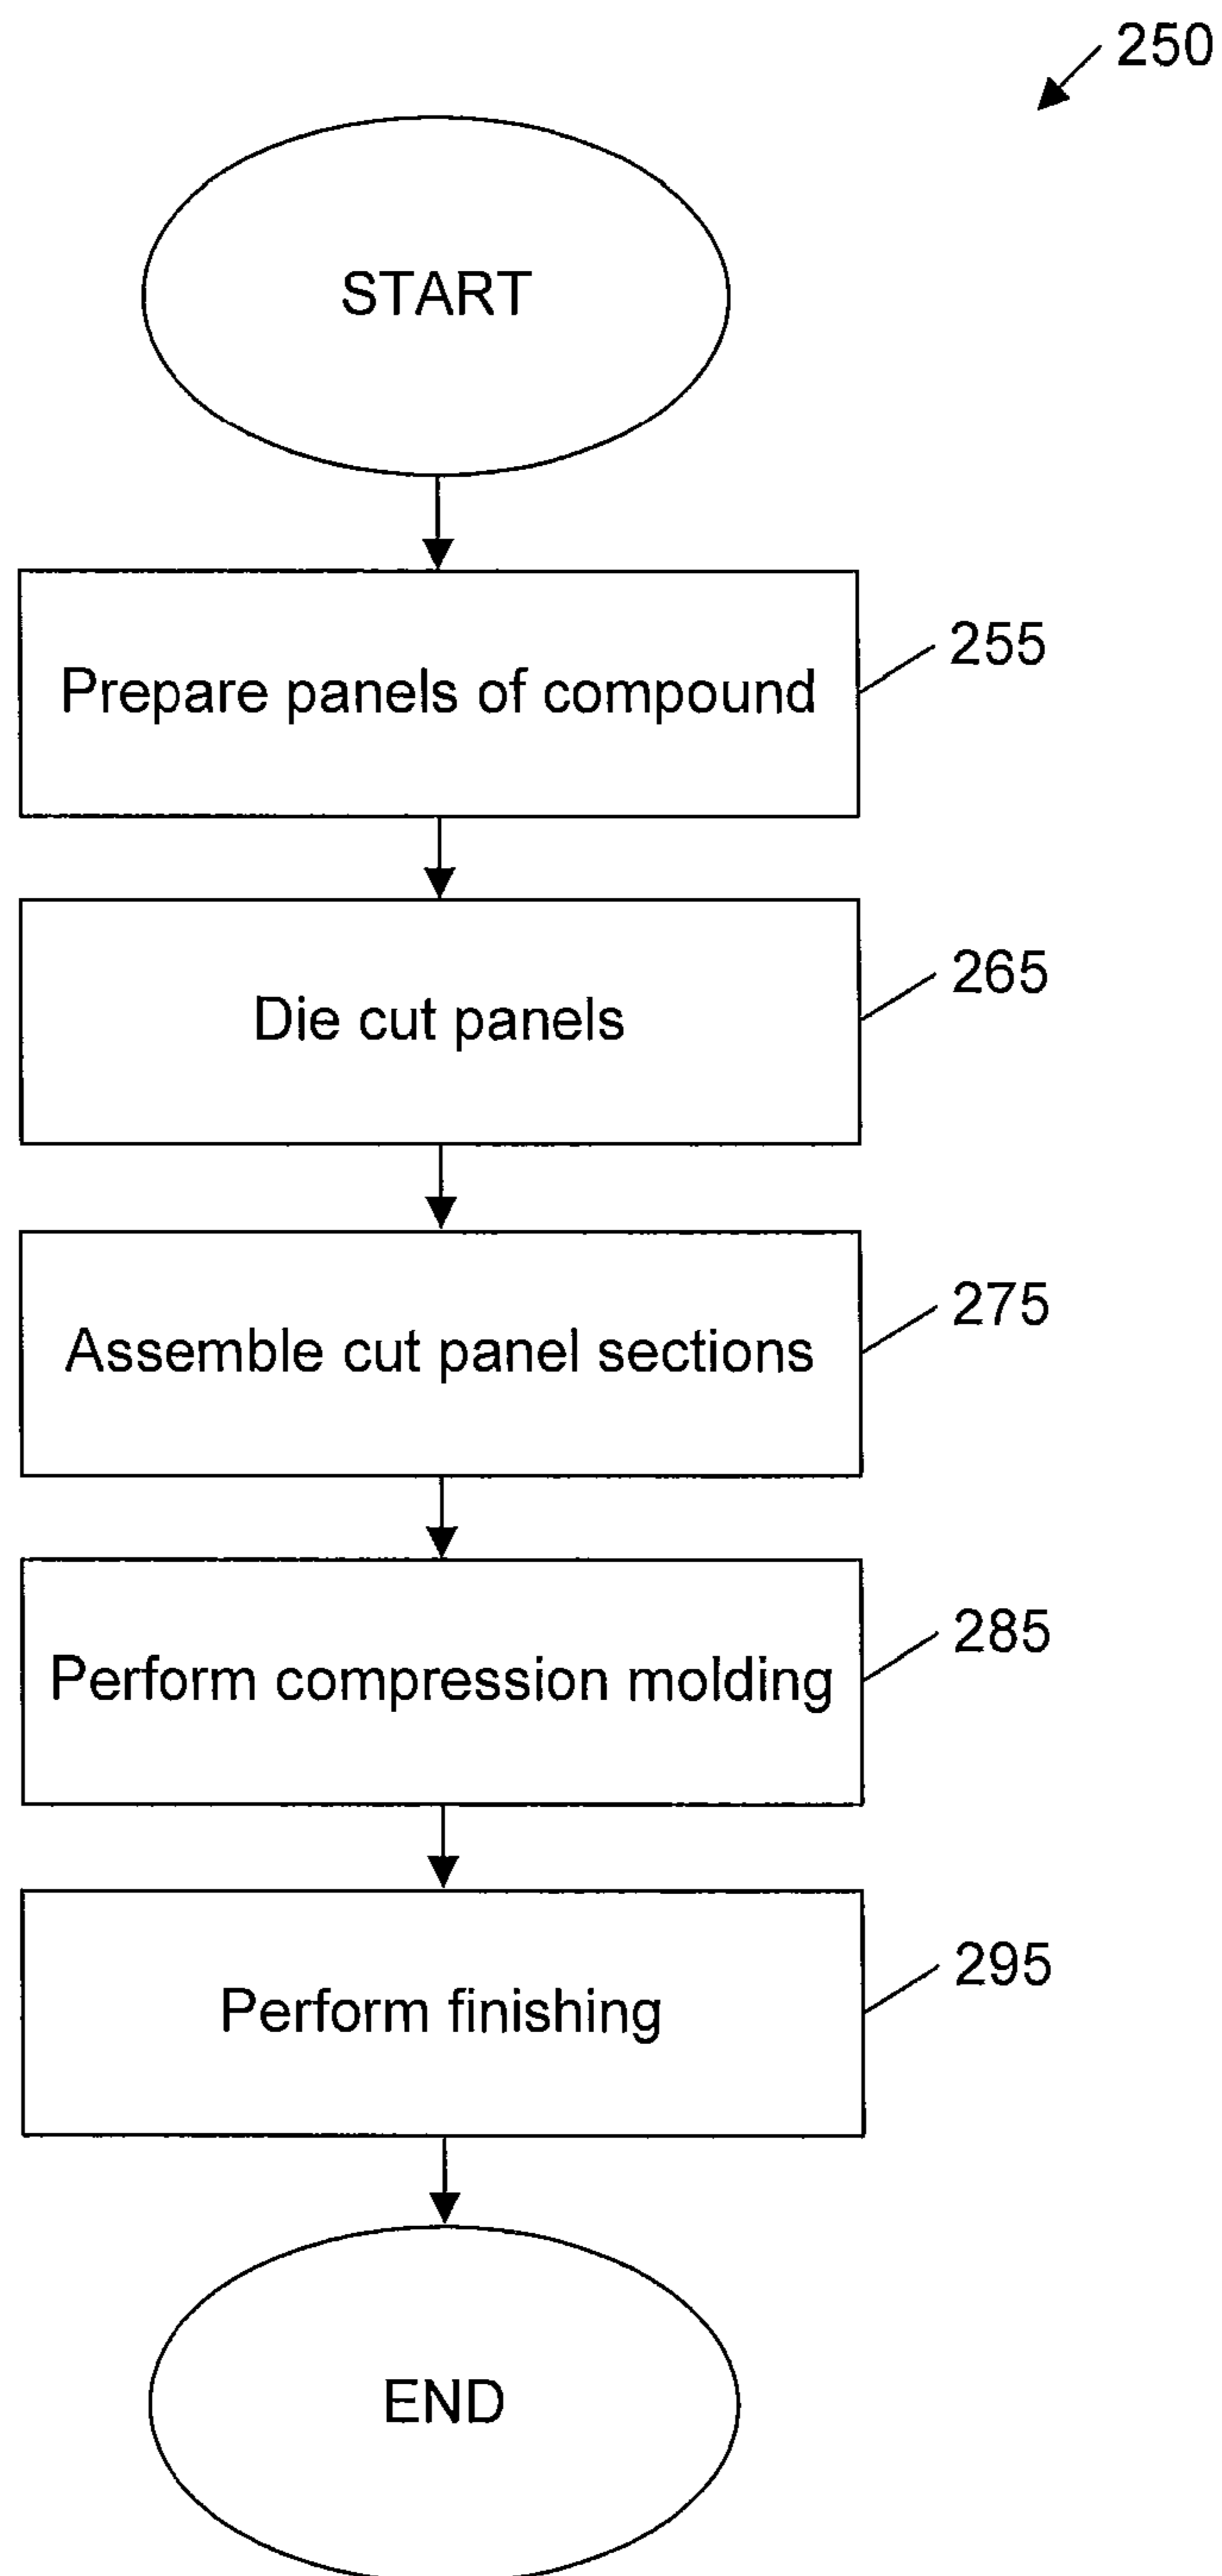 250
START
Prepare panels of compound
255
Die cut panels
265
Assemble cut panel sections
275
Perform compression molding
285
Perform finishing
295
END